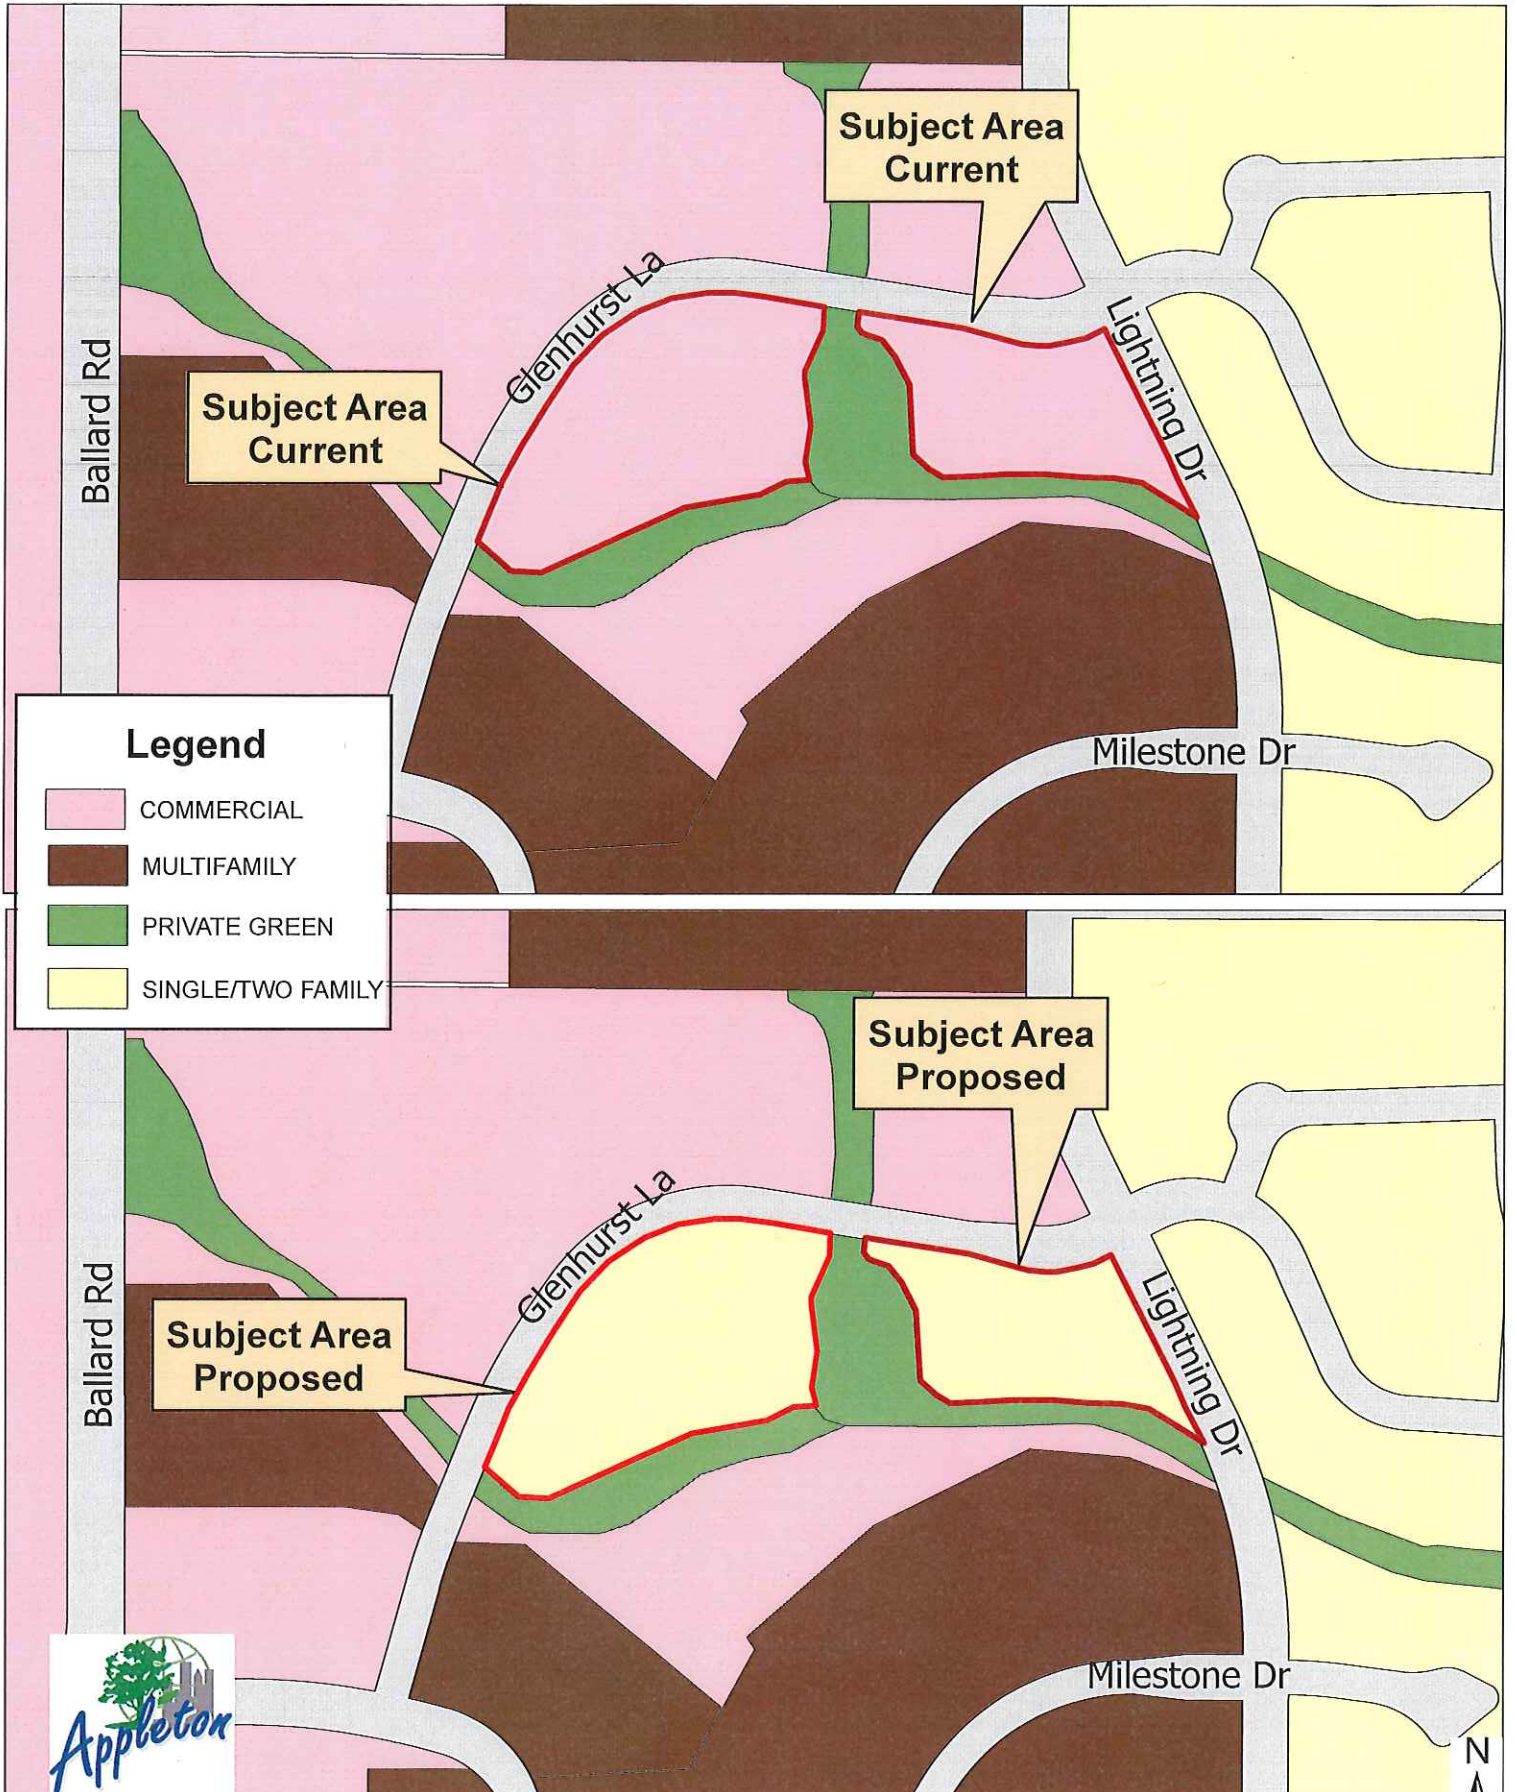 Subject Area
Current
Glenhurst La
Lightning Dr
Ballard Rd
Subject Area
Current
Legend
COMMERCIAL
MULTIFAMILY
PRIVATE GREEN
SINGLE/TWO FAMILY
Milestone Dr
Subject Area
Proposed
Glenhurst La
Lightning Dr
Ballard Rd
Subject Area
Proposed
Milestone Dr
Appleton
N